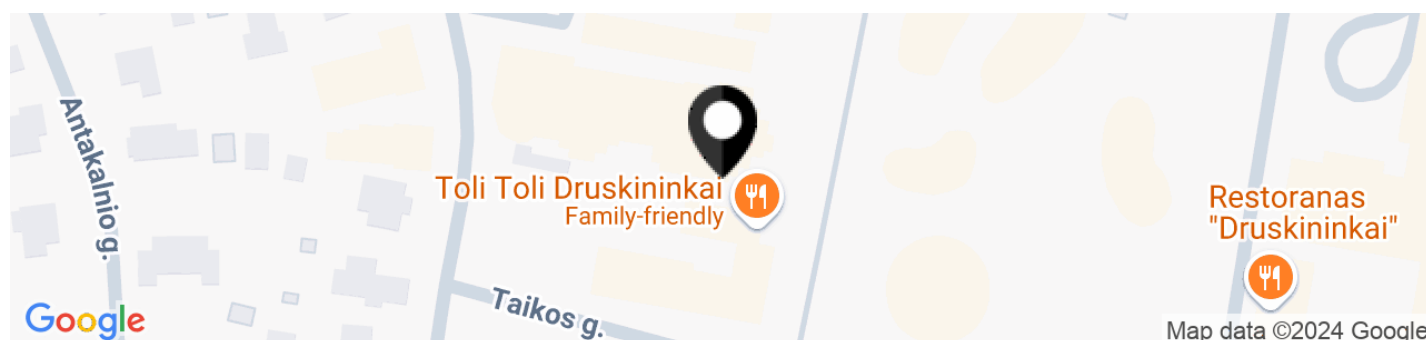 Antakalnio g.
Toli Toli Druskininkai
Family-friendly
Restoranas
"Druskininkai"
Taikos g.
Google
Map data ©2024 Google